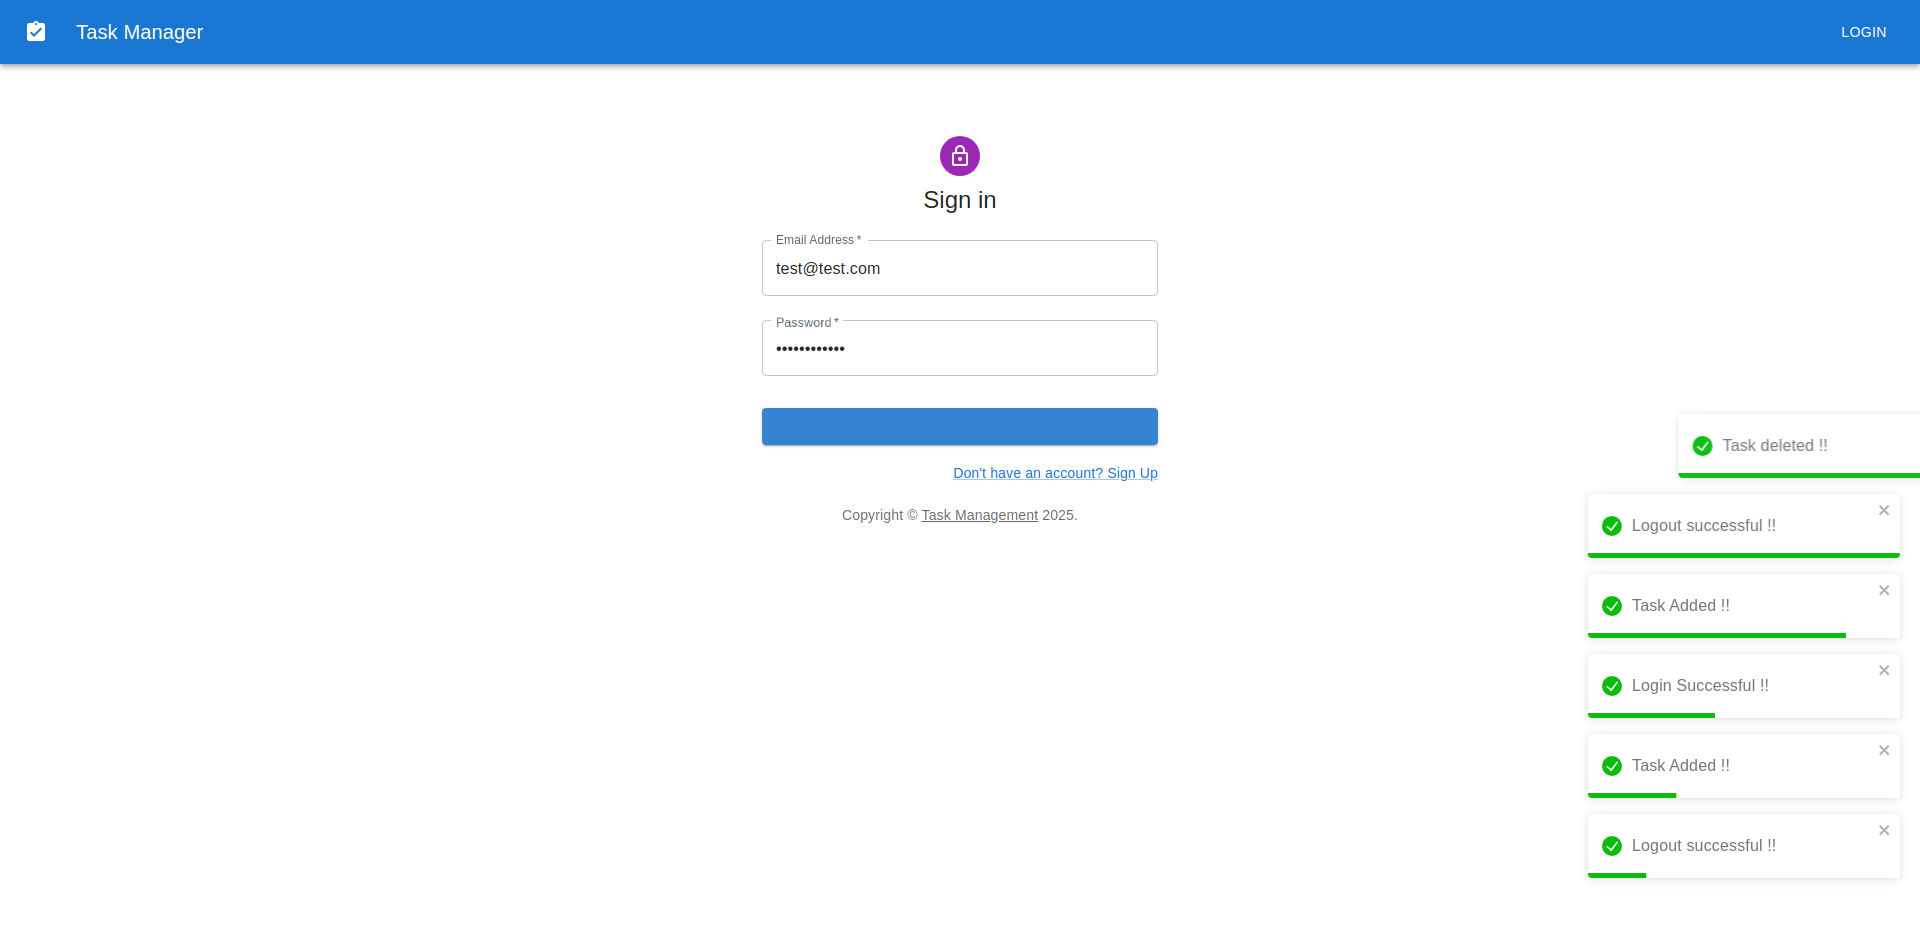 Task Manager
LOGIN
Sign in
Email Address *
test@test.com
Password *
••••••••••••
Don't have an account? Sign Up
Copyright © Task Management 2025.
Task deleted !!
Logout successful !!
Task Added !!
Login Successful !!
Task Added !!
Logout successful !!